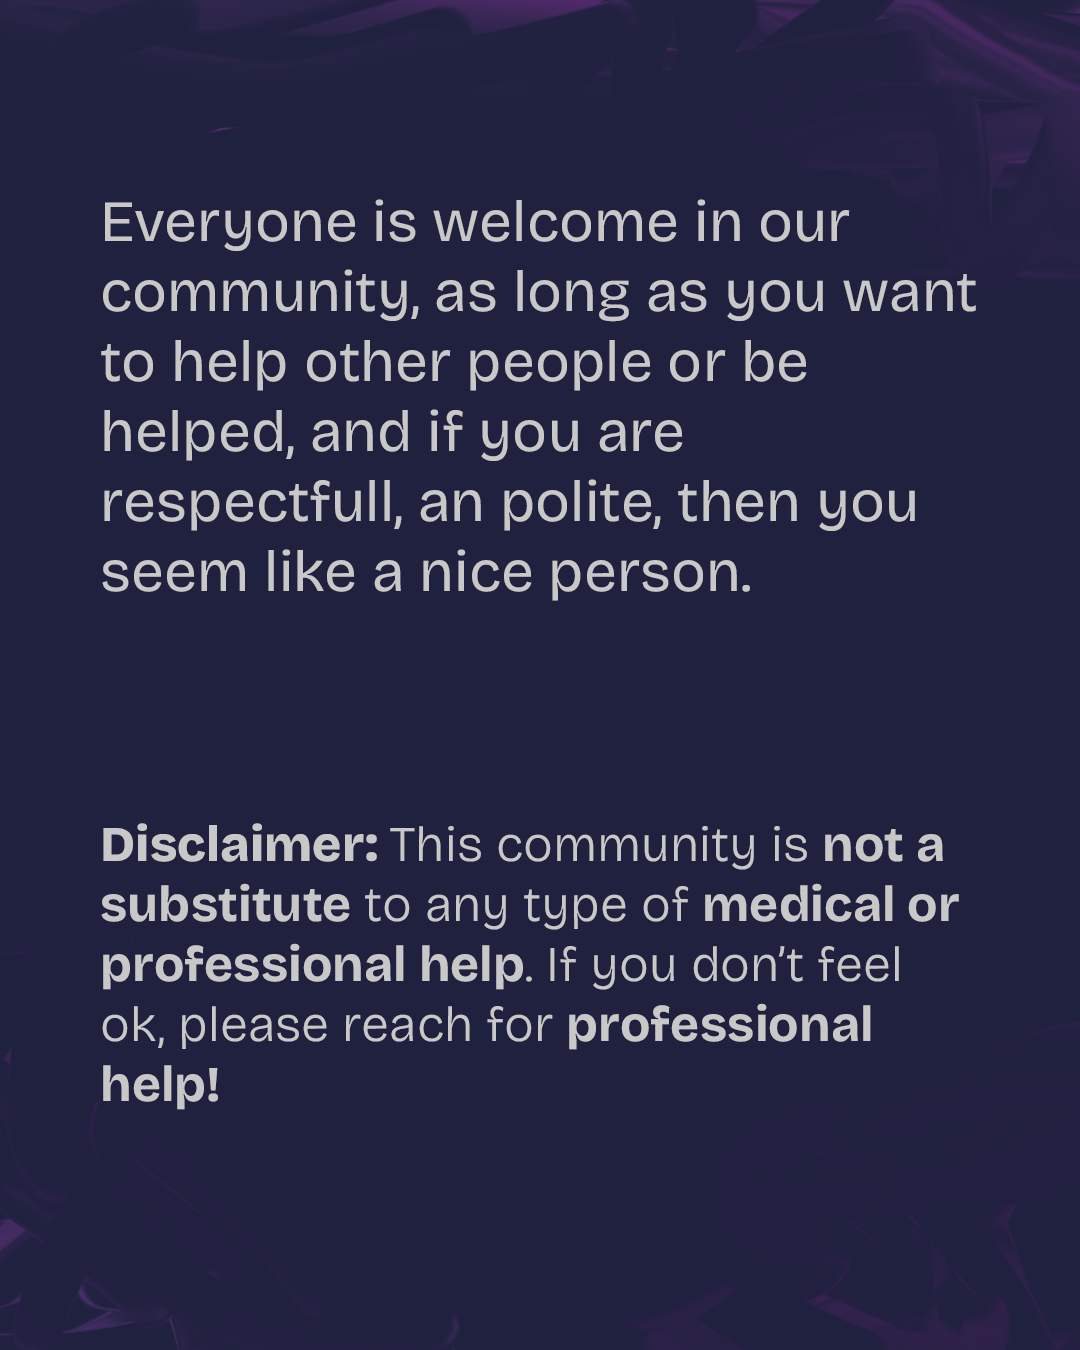 Everyone is welcome in our
community, as long as you want
to help other people or be
helped, and if you are
respectfull, an polite, then you
seem like a nice person.
Disclaimer: This community is not a
substitute to any type of medical or
professional help. If you don’t feel
ok, please reach for professional
help!